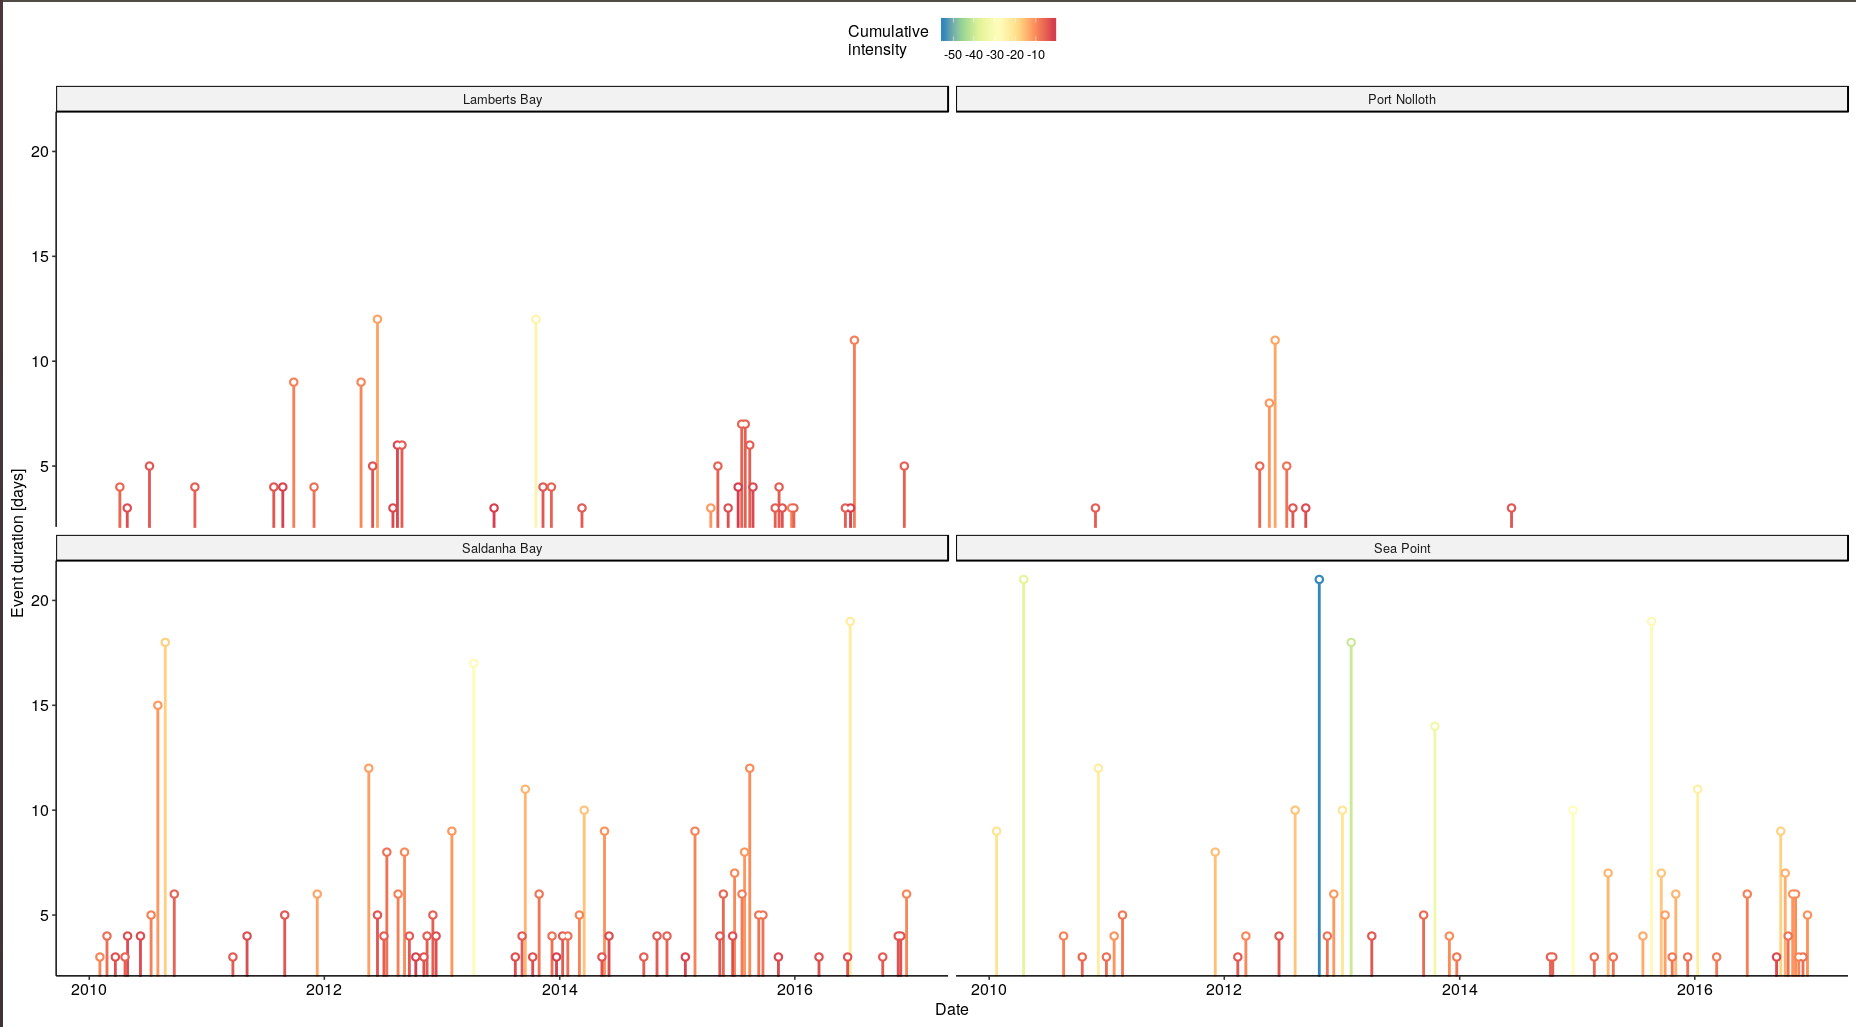 Cumulative
intensity
-50 -40 -30 -20 -10
Lamberts Bay
Port Nolloth
20
15
10
5
Saldanha Bay
Sea Point
20
15
10
5
Event duration [days]
2010 2012 2014 2016
2010 2012 2014 2016
Date